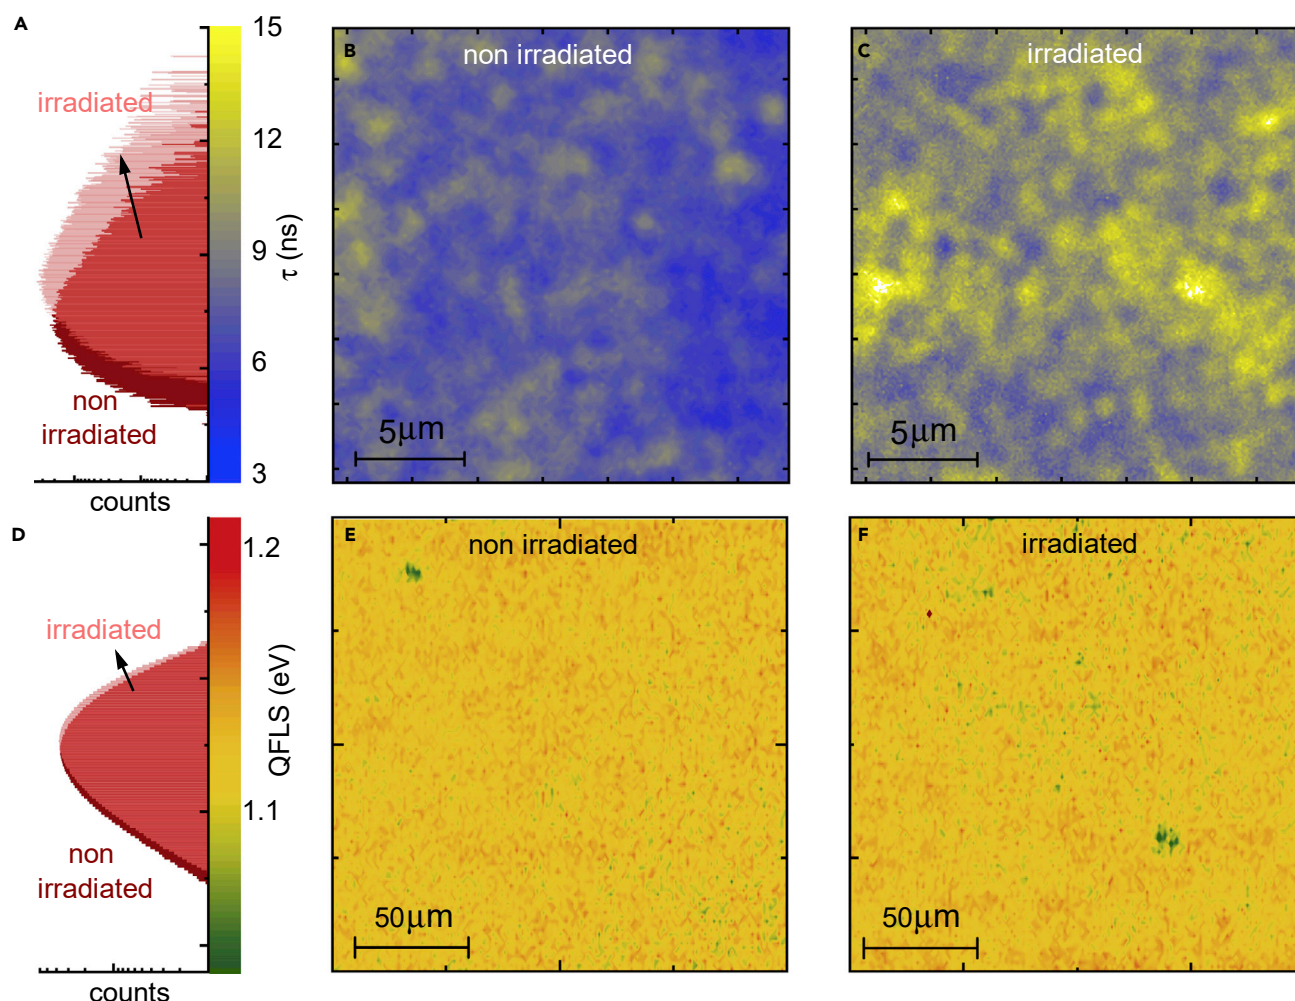 A
irradiated
non
irradiated
counts
15
12
9
6
3
τ (ns)
B
non irradiated
5μm
C
irradiated
5μm
D
irradiated
non
irradiated
counts
1.2
1.1
QFLS (eV)
E
non irradiated
50μm
F
irradiated
50μm